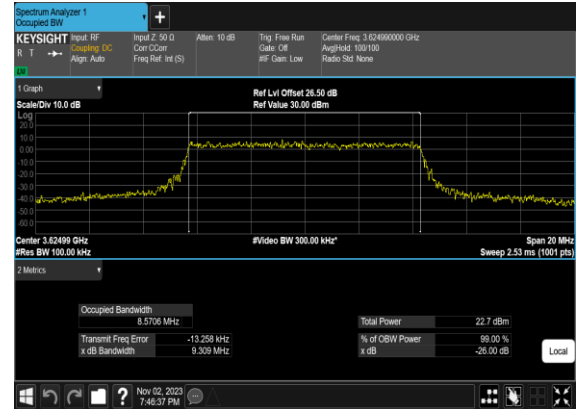 Spectrum Analyzer 1
Occupied BW
+
KEYSIGHT Input: RF Input Z: 50 Ω Atten: 10 dB Trig: Free Run Center Freq: 3.624990000 GHz
R T Coupling: DC Corr CCorr Gate: Off Avg|Hold: 100/100
Align: Auto Freq Ref: Int (S) #IF Gain: Low Radio Std: None
1 Graph
Ref Lvl Offset 26.50 dB
Scale/Div 10.0 dB Ref Value 30.00 dBm
Log
20.0
10.0
0.00
-10.0
-20.0
-30.0
-40.0
-50.0
-60.0
Center 3.62499 GHz #Video BW 300.00 kHz* Span 20 MHz
#Res BW 100.00 kHz Sweep 2.53 ms (1001 pts)
2 Metrics
Occupied Bandwidth
8.5706 MHz Total Power 22.7 dBm
Transmit Freq Error -13.258 kHz % of OBW Power 99.00 %
x dB Bandwidth 9.309 MHz x dB -26.00 dB
Local
? Nov 02, 2023
7:46:37 PM